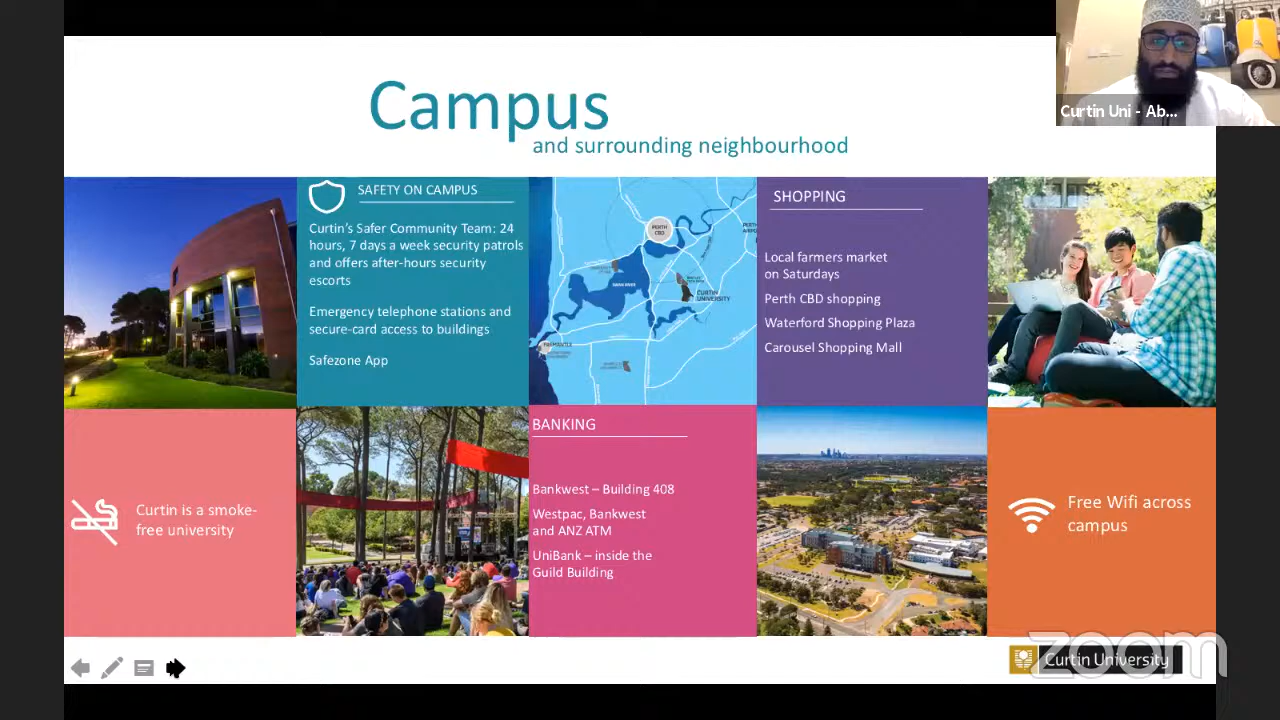 Campus
and surrounding neighbourhood
Curtin Uni - Ab...
SAFETY ON CAMPUS
Curtin's Safer Community Team: 24
hours, 7 days a week security patrols
and offers after-hours security
escorts
Emergency telephone stations and
secure-card access to buildings
Safezone App
PERTH
CBD
PERTH
SWAN RIVER
CURTIN
UNIVERSITY
FREMANTLE
SHOPPING
Local farmers market
on Saturdays
Perth CBD shopping
Waterford Shopping Plaza
Carousel Shopping Mall
Curtin is a smoke-
free university
BANKING
Bankwest – Building 408
Westpac, Bankwest
and ANZ ATM
UniBank – inside the
Guild Building
Free Wifi across
campus
zoom
Curtin University